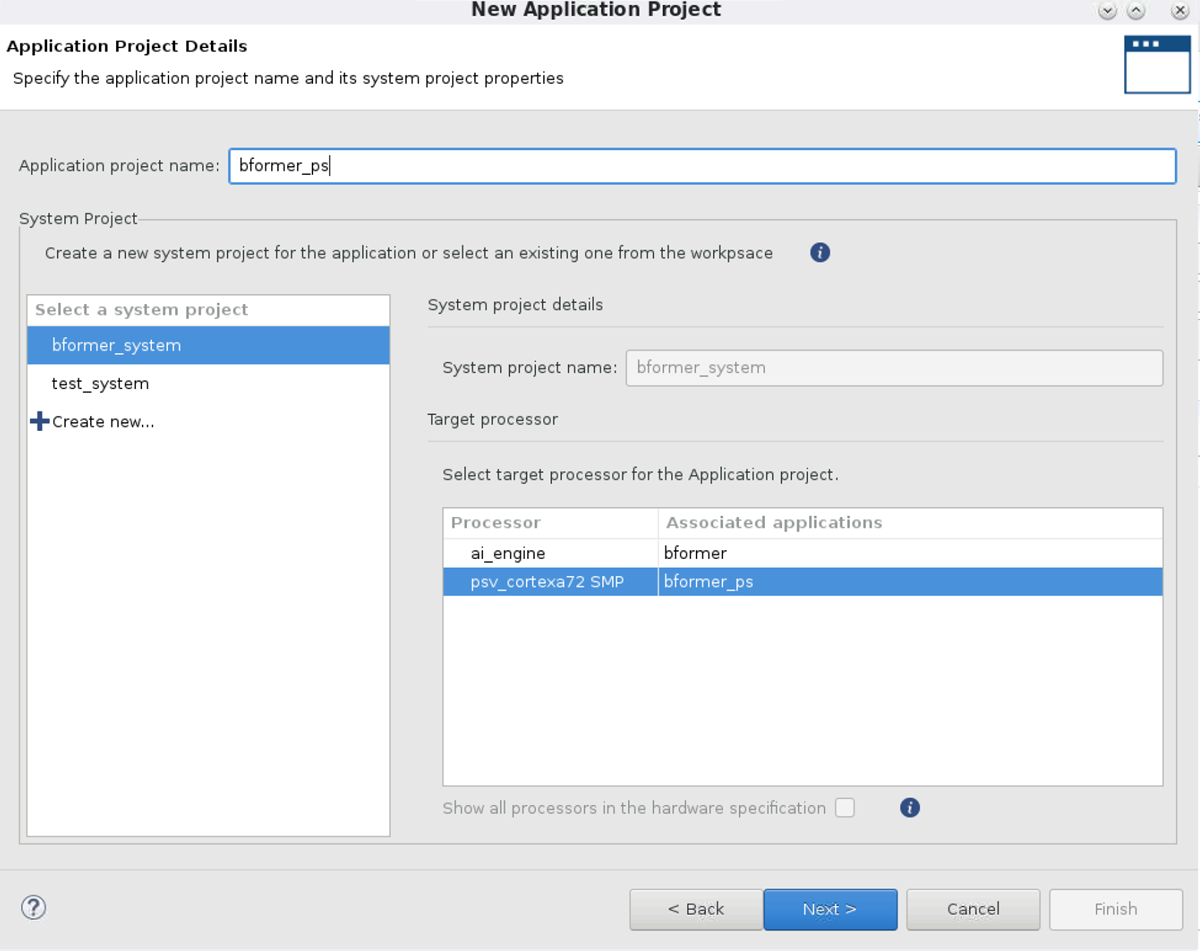 New Application Project
Application Project Details
Specify the application project name and its system project properties
Application project name: bformer_ps
System Project
Create a new system project for the application or select an existing one from the workpsace
Select a system project
bformer_system
test_system
Create new...
System project details
System project name: bformer_system
Target processor
Select target processor for the Application project.
Processor Associated applications
ai_engine bformer
psv_cortexa72 SMP bformer_ps
Show all processors in the hardware specification
< Back Next > Cancel Finish